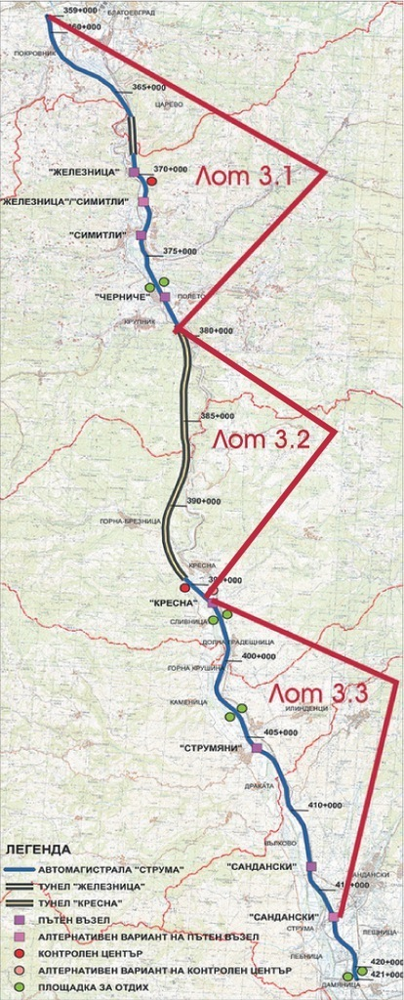 359+000
БЛАГОЕВГРАД
360+000
ПОКРОВНИК
365+000
ЦАРЕВО
"ЖЕЛЕЗНИЦА"
370+000
Лот 3.1
"ЖЕЛЕЗНИЦА"/"СИМИТЛИ"
"СИМИТЛИ"
375+000
"ЧЕРНИЧЕ"
ПОЛЕТО
КРУПНИК
380+000
385+000
Лот 3.2
390+000
ГОРНА-БРЕЗНИЦА
КРЕСНА
"КРЕСНА"
СЛИВНИЦА
ДОЛНА ГРАДЕШНИЦА
400+000
ГОРНА КРУШИЦА
Лот 3.3
КАМЕНИЦА
ИЛИНДЕНЦИ
405+000
"СТРУМЯНИ"
ДРАКАТА
410+000
ВЪЛКОВО
ЛЕГЕНДА
"САНДАНСКИ"
САНДАНСКИ
АВТОМАГИСТРАЛА "СТРУМА"
ТУНЕЛ "ЖЕЛЕЗНИЦА"
ТУНЕЛ "КРЕСНА"
"САНДАНСКИ"
ПЪТЕН ВЪЗЕЛ
СТРУМА
ЛЕЩНИЦА
АЛТЕРНАТИВЕН ВАРИАНТ НА ПЪТЕН ВЪЗЕЛ
КОНТРОЛЕН ЦЕНТЪР
ЛЕБНИЦА
420+000
АЛТЕРНАТИВЕН ВАРИАНТ НА КОНТРОЛЕН ЦЕНТЪР
421+000
ПЛОЩАДКА ЗА ОТДИХ
ДАМЯНИЦА